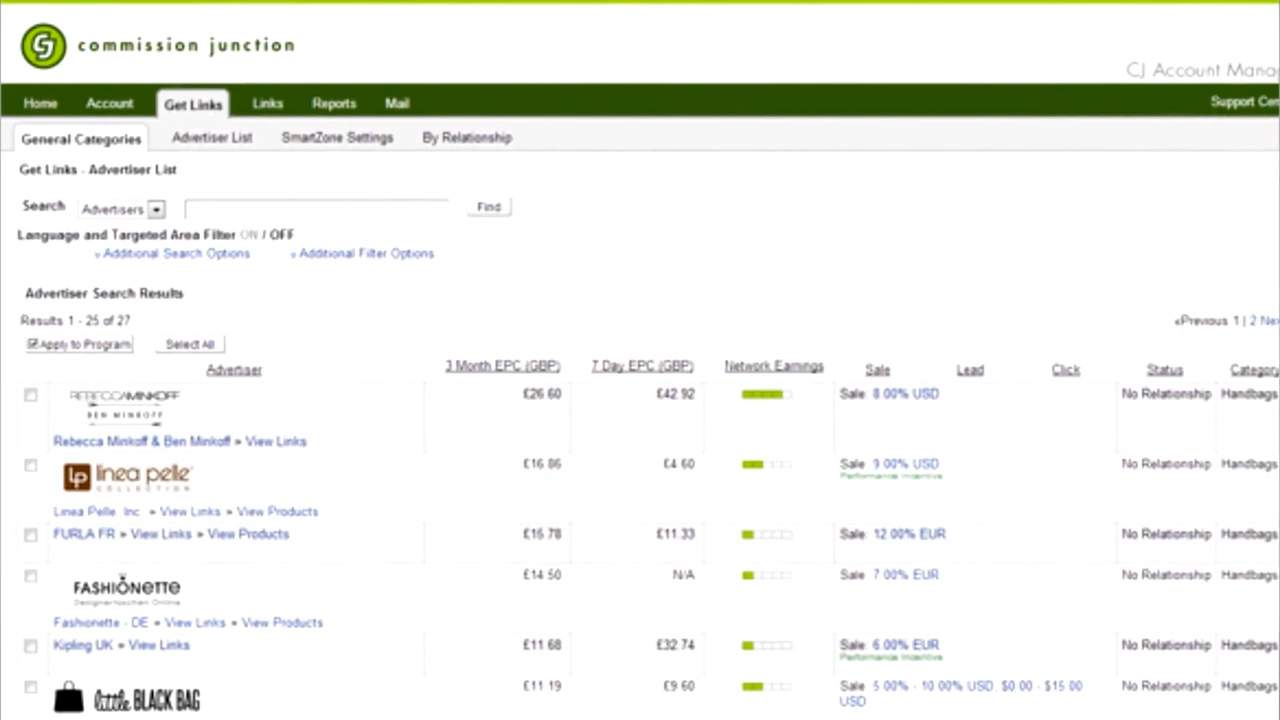 commission junction
CJ Account Mana
Home Account Get Links Links Reports Mail Support Cen
General Categories Advertiser List SmartZone Settings By Relationship
Get Links - Advertiser List
Search Advertisers Find
Language and Targeted Area Filter ON / OFF
Additional Search Options Additional Filter Options
Advertiser Search Results
Results 1 - 25 of 27 «Previous 1 | 2 Nex
Apply to Program Select All
Advertiser 3 Month EPC (GBP) 7 Day EPC (GBP) Network Earnings Sale Lead Click Status Category
REBECCAMINKOFF £26.60 £42.92 Sale: 8.00% USD No Relationship Handbags
BEN MINKOFF
Rebecca Minkoff & Ben Minkoff » View Links
lp linea pelle £16.86 £4.60 Sale: 9.00% USD No Relationship Handbags
COLLECTION Performance Incentive
Linea Pelle, Inc. » View Links » View Products
FURLA FR » View Links » View Products £15.78 £11.33 Sale: 12.00% EUR No Relationship Handbags
FASHIONETTE £14.50 N/A Sale: 7.00% EUR No Relationship Handbags
Designertaschen Online
Fashionette - DE » View Links » View Products
Kipling UK » View Links £11.68 £32.74 Sale: 6.00% EUR No Relationship Handbags
Performance Incentive
little BLACK BAG £11.19 £9.60 Sale: 5.00% - 10.00% USD, $0.00 - $15.00 No Relationship Handbags
USD